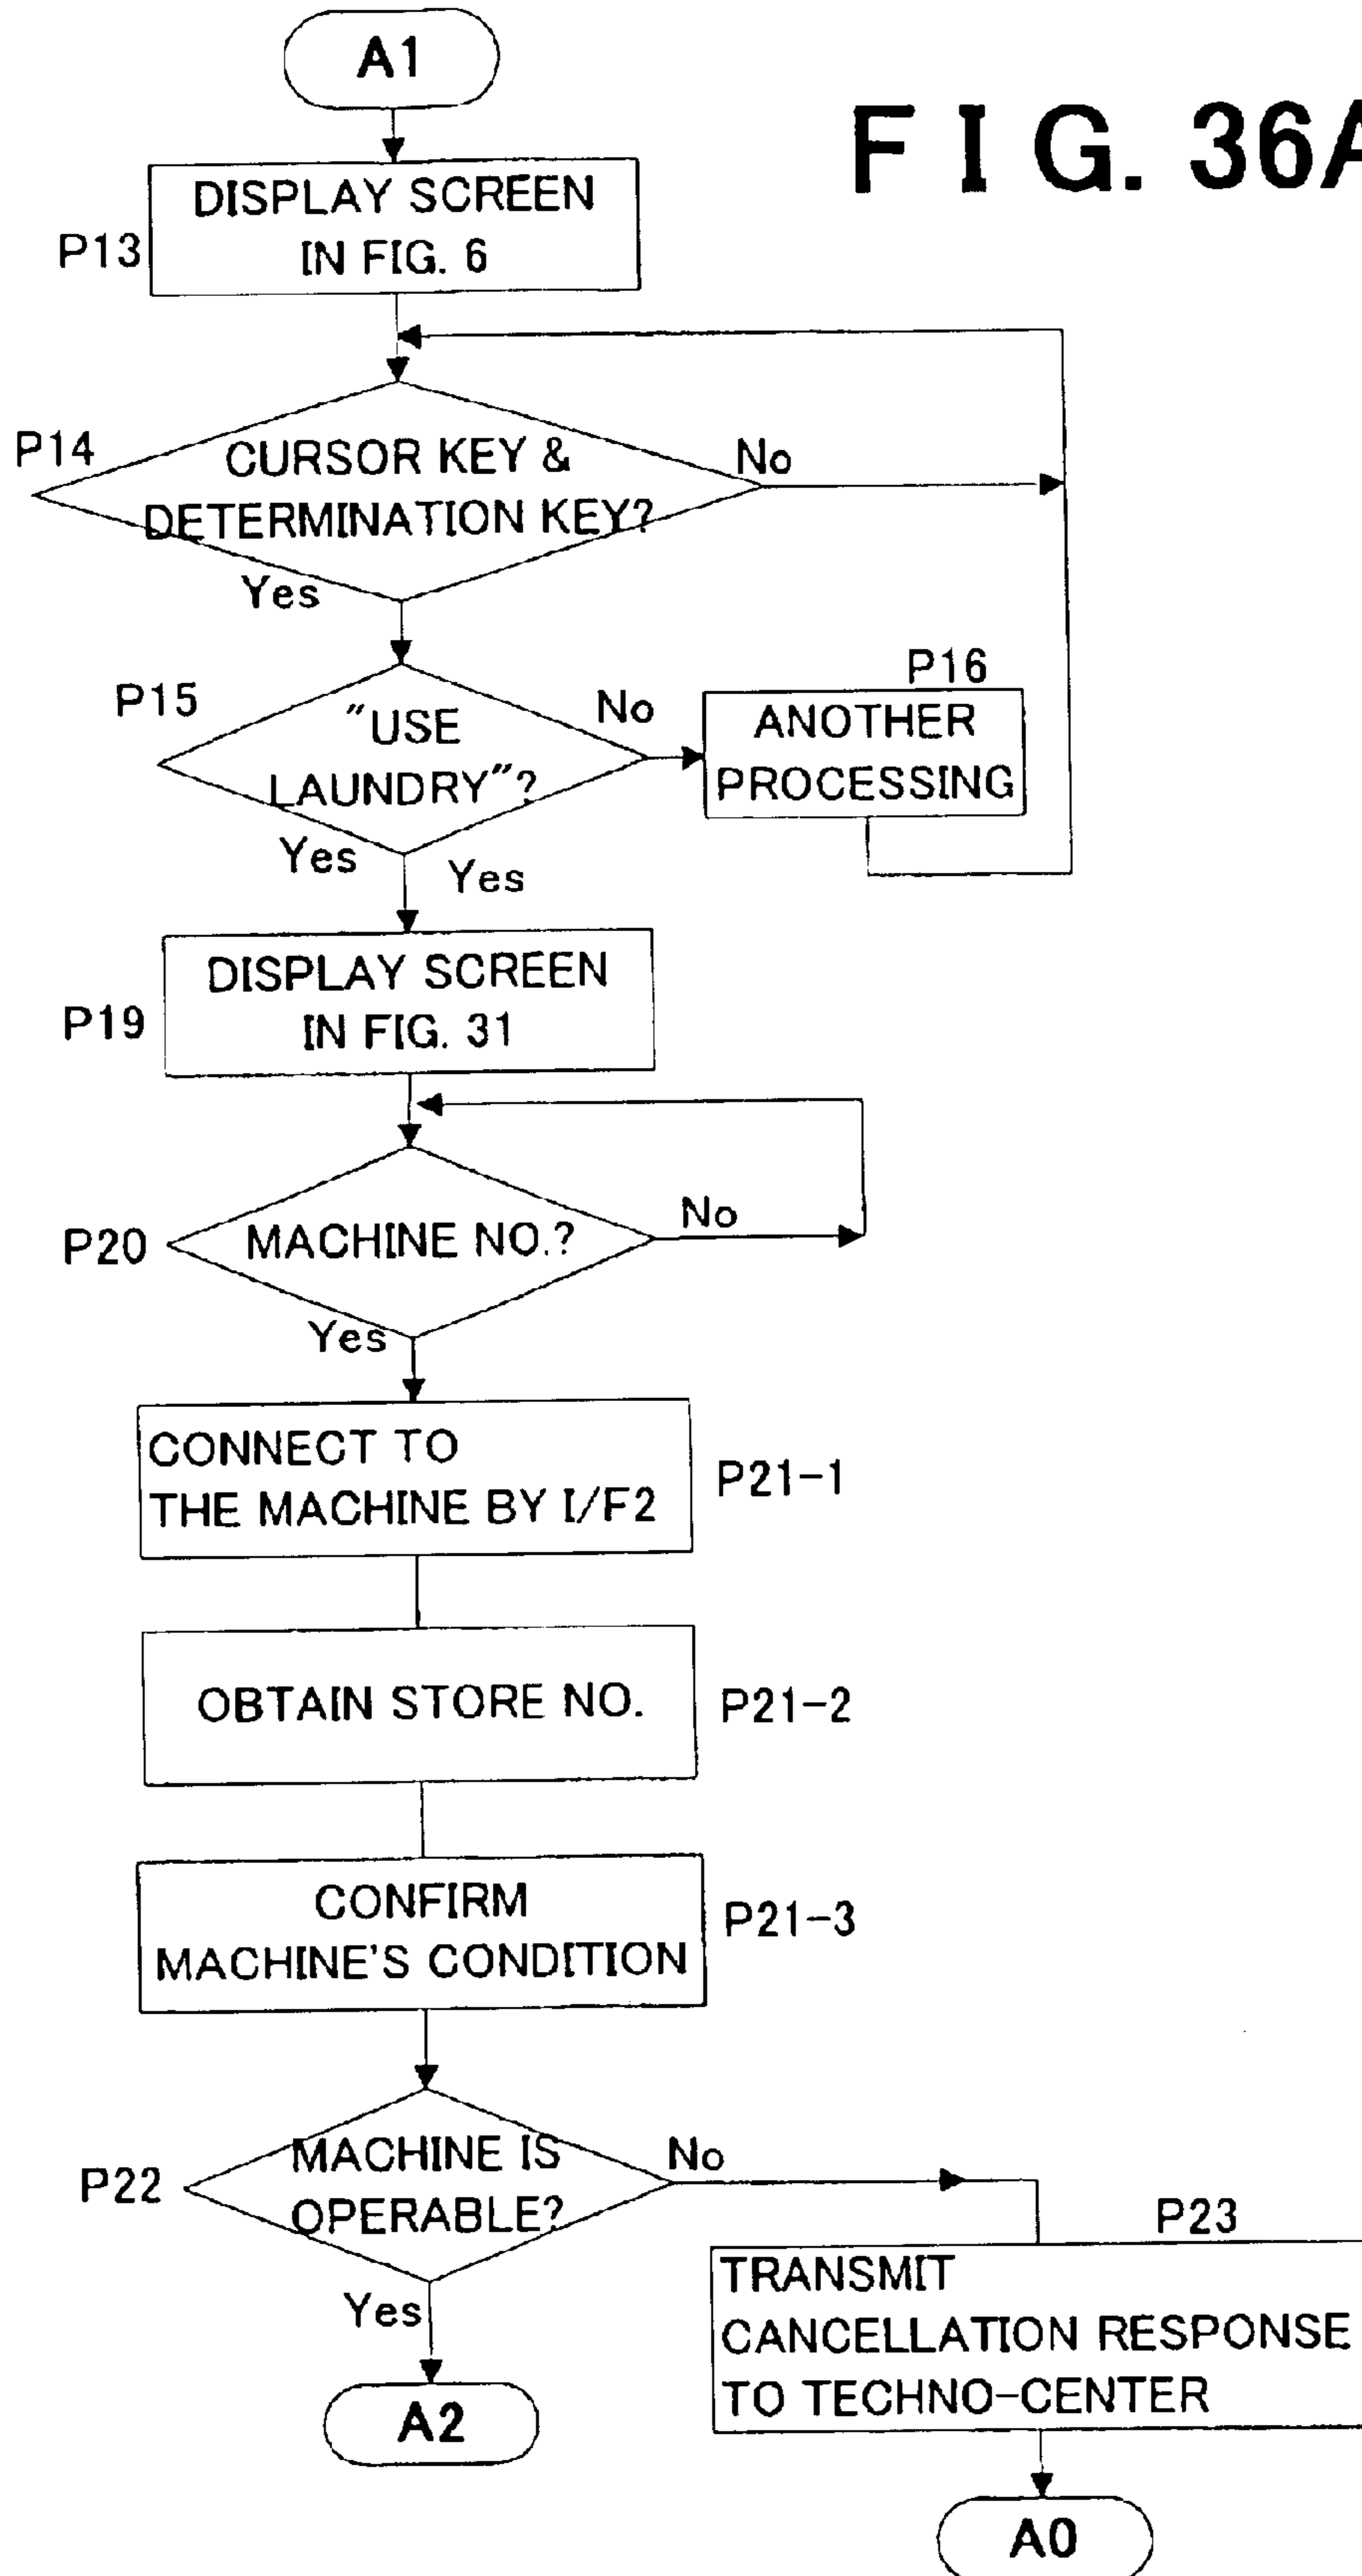 A1
F I G. 36A
DISPLAY SCREEN
IN FIG. 6
P13
P14
CURSOR KEY &
DETERMINATION KEY?
No
Yes
P15
"USE
LAUNDRY"?
No
P16
ANOTHER
PROCESSING
Yes
Yes
DISPLAY SCREEN
IN FIG. 31
P19
P20
MACHINE NO.?
No
Yes
CONNECT TO
THE MACHINE BY I/F2
P21-1
OBTAIN STORE NO.
P21-2
CONFIRM
MACHINE'S CONDITION
P21-3
P22
MACHINE IS
OPERABLE?
No
Yes
P23
TRANSMIT
CANCELLATION RESPONSE
TO TECHNO-CENTER
A2
A0